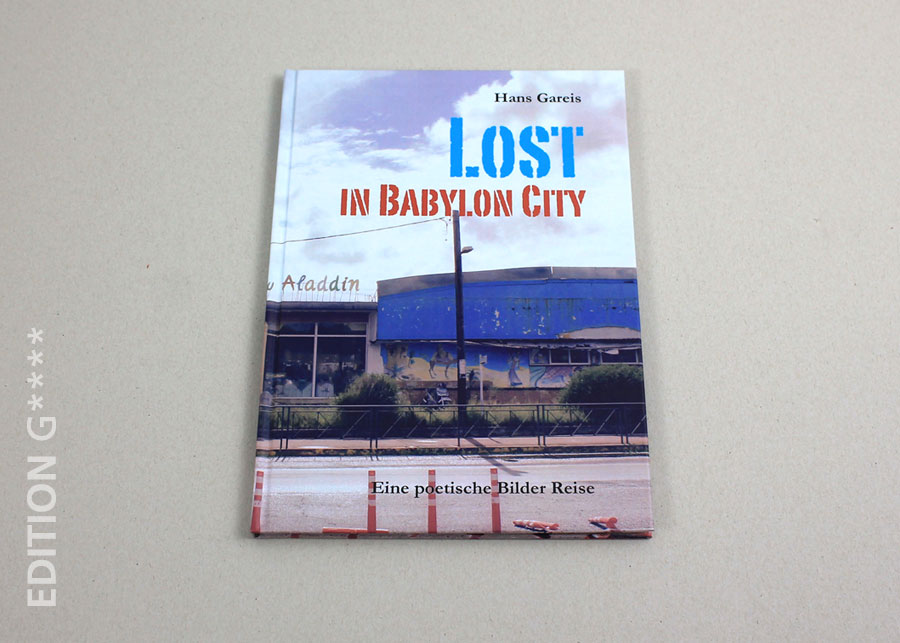 Hans Gareis
LOST
IN BABYLON CITY
Aladdin
Eine poetische Bilder Reise
EDITION G****